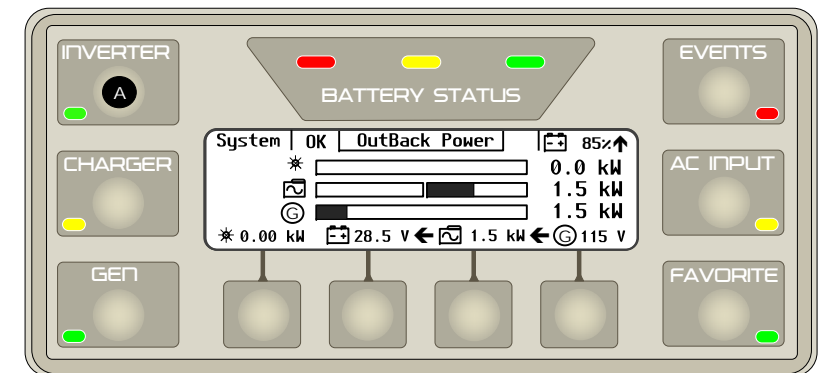 INVERTER
A
BATTERY STATUS
EVENTS
System OK OutBack Power 85%
0.0 kW
CHARGER
1.5 kW
AC INPUT
G 1.5 kW
0.00 kW - + 28.5 V 1.5 kW G 115 V
GEN
FAVORITE